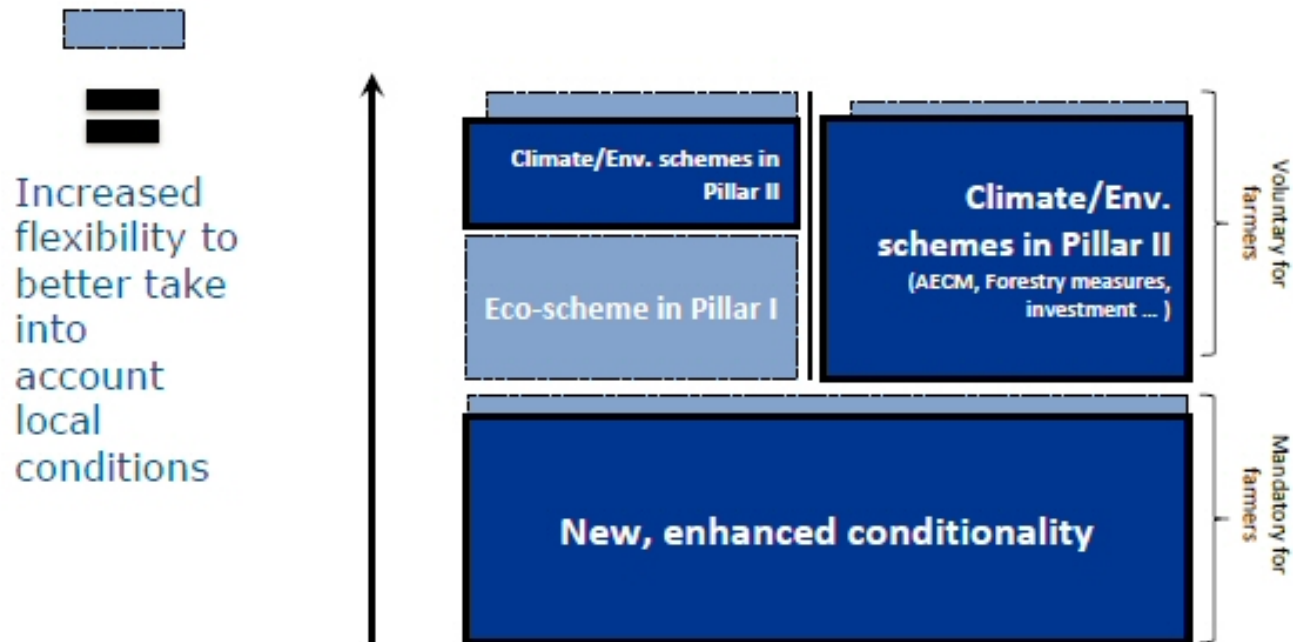 Increased
flexibility to
better take
into
account
local
conditions
Climate/Env. schemes in
Pillar II
Eco-scheme in Pillar I
Climate/Env.
schemes in Pillar II
(AECM, Forestry measures,
investment ... )
Voluntary for
farmers
New, enhanced conditionality
Mandatory for
farmers